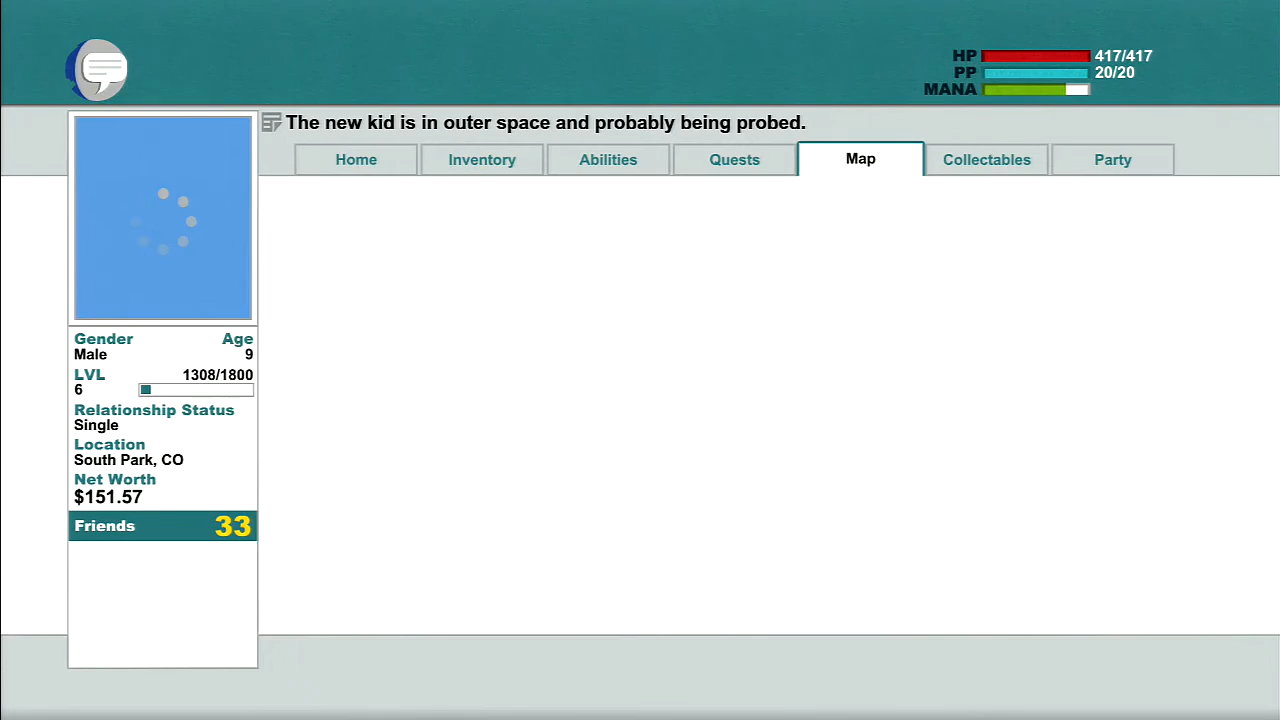 HP 417/417
PP 20/20
MANA
The new kid is in outer space and probably being probed.
Home Inventory Abilities Quests Map Collectables Party
Gender Age
Male 9
LVL 1308/1800
6
Relationship Status
Single
Location
South Park, CO
Net Worth
$151.57
Friends 33